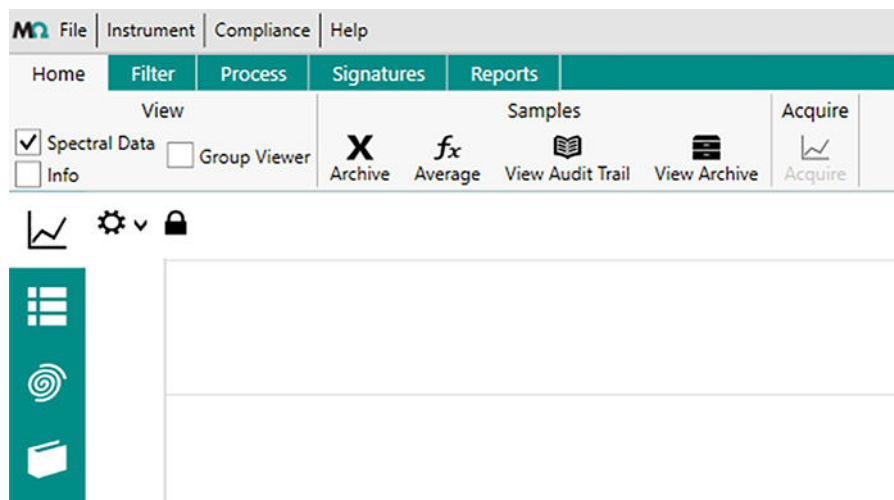 MΩ File Instrument Compliance Help
Home Filter Process Signatures Reports
View Samples Acquire
Spectral Data
Info
Group Viewer
Archive
fx
Average
View Audit Trail
View Archive
Acquire